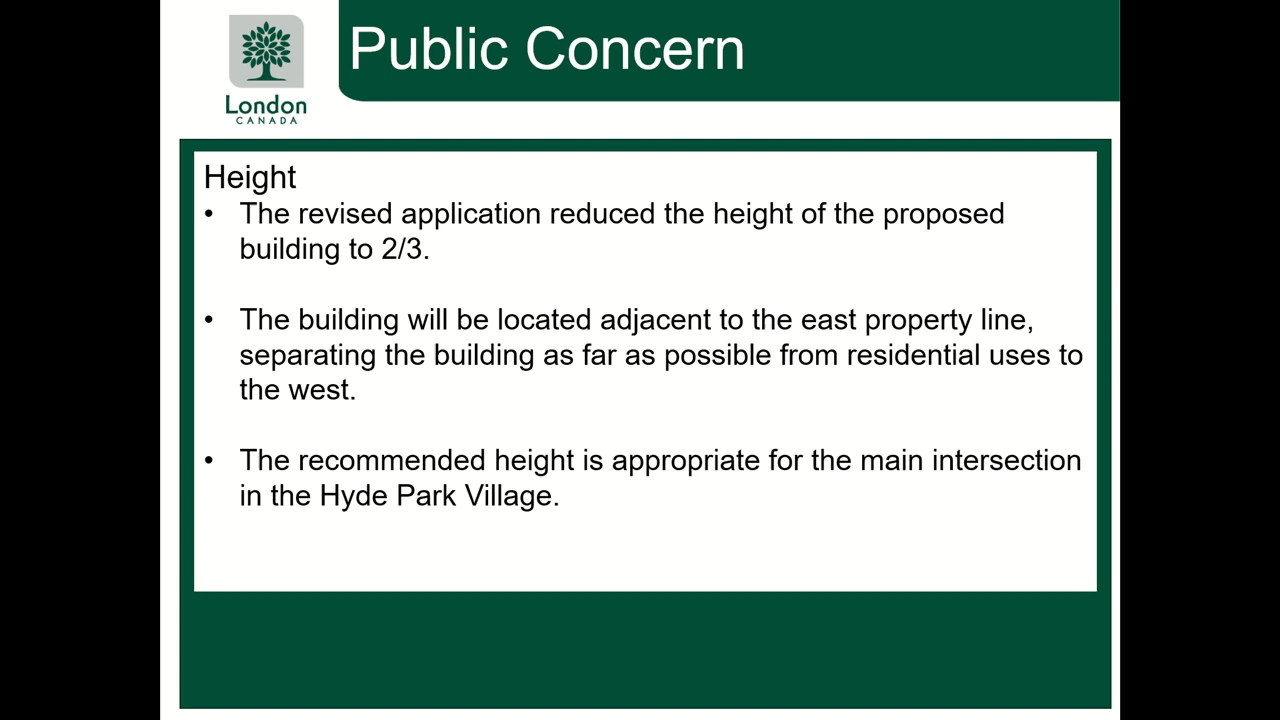 Public Concern
London
CANADA
Height
• The revised application reduced the height of the proposed
building to 2/3.
• The building will be located adjacent to the east property line,
separating the building as far as possible from residential uses to
the west.
• The recommended height is appropriate for the main intersection
in the Hyde Park Village.